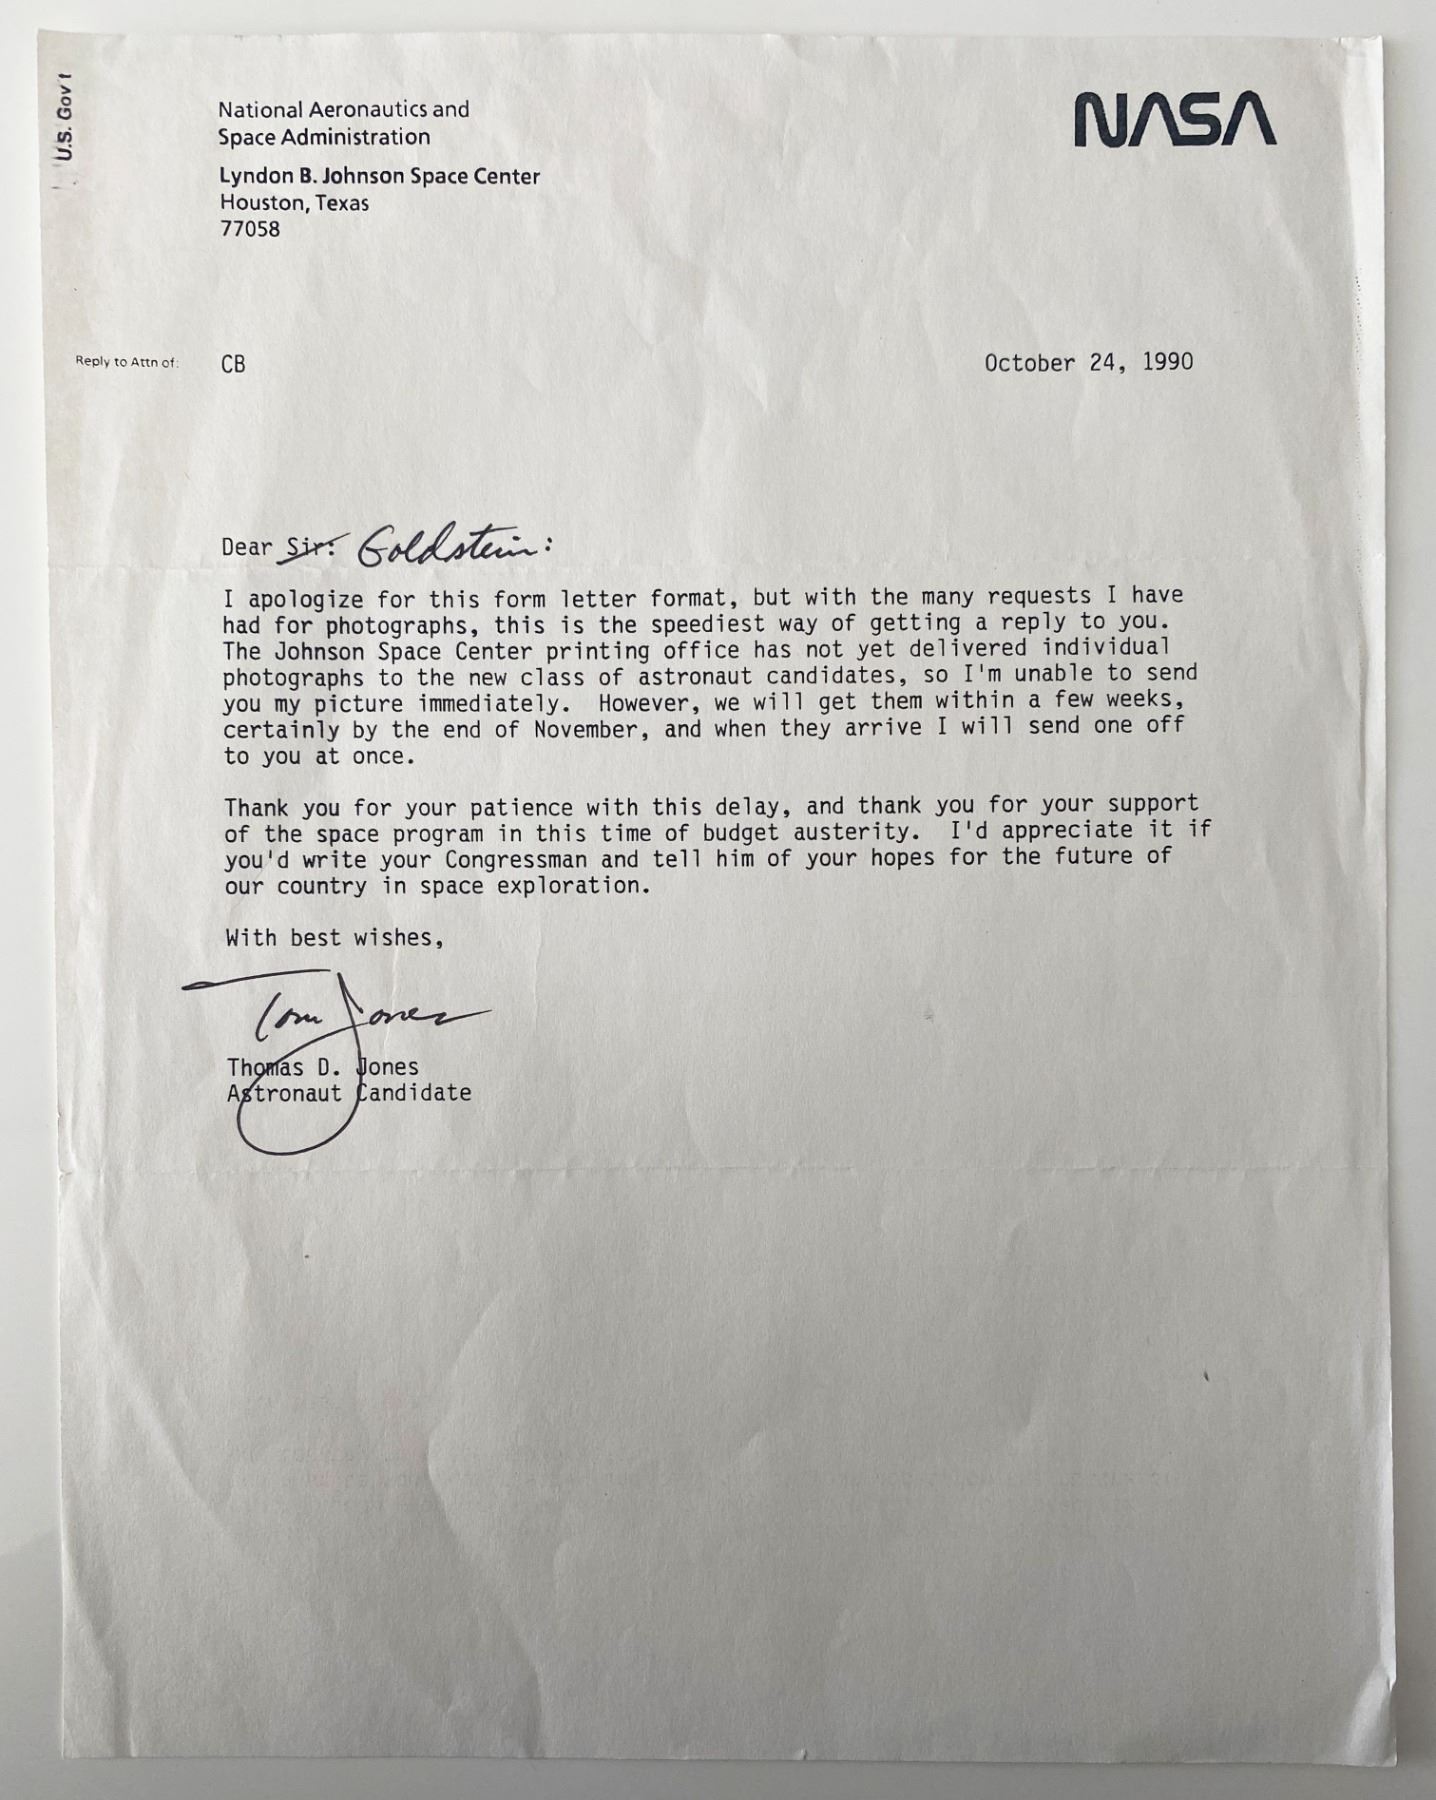 U.S. Gov't
National Aeronautics and
Space Administration
Lyndon B. Johnson Space Center
Houston, Texas
77058
NASA
Reply to Attn of: CB
October 24, 1990
Dear Sir: Goldstein:
I apologize for this form letter format, but with the many requests I have
had for photographs, this is the speediest way of getting a reply to you.
The Johnson Space Center printing office has not yet delivered individual
photographs to the new class of astronaut candidates, so I'm unable to send
you my picture immediately. However, we will get them within a few weeks,
certainly by the end of November, and when they arrive I will send one off
to you at once.
Thank you for your patience with this delay, and thank you for your support
of the space program in this time of budget austerity. I'd appreciate it if
you'd write your Congressman and tell him of your hopes for the future of
our country in space exploration.
With best wishes,
Tom Jones
Thomas D. Jones
Astronaut Candidate